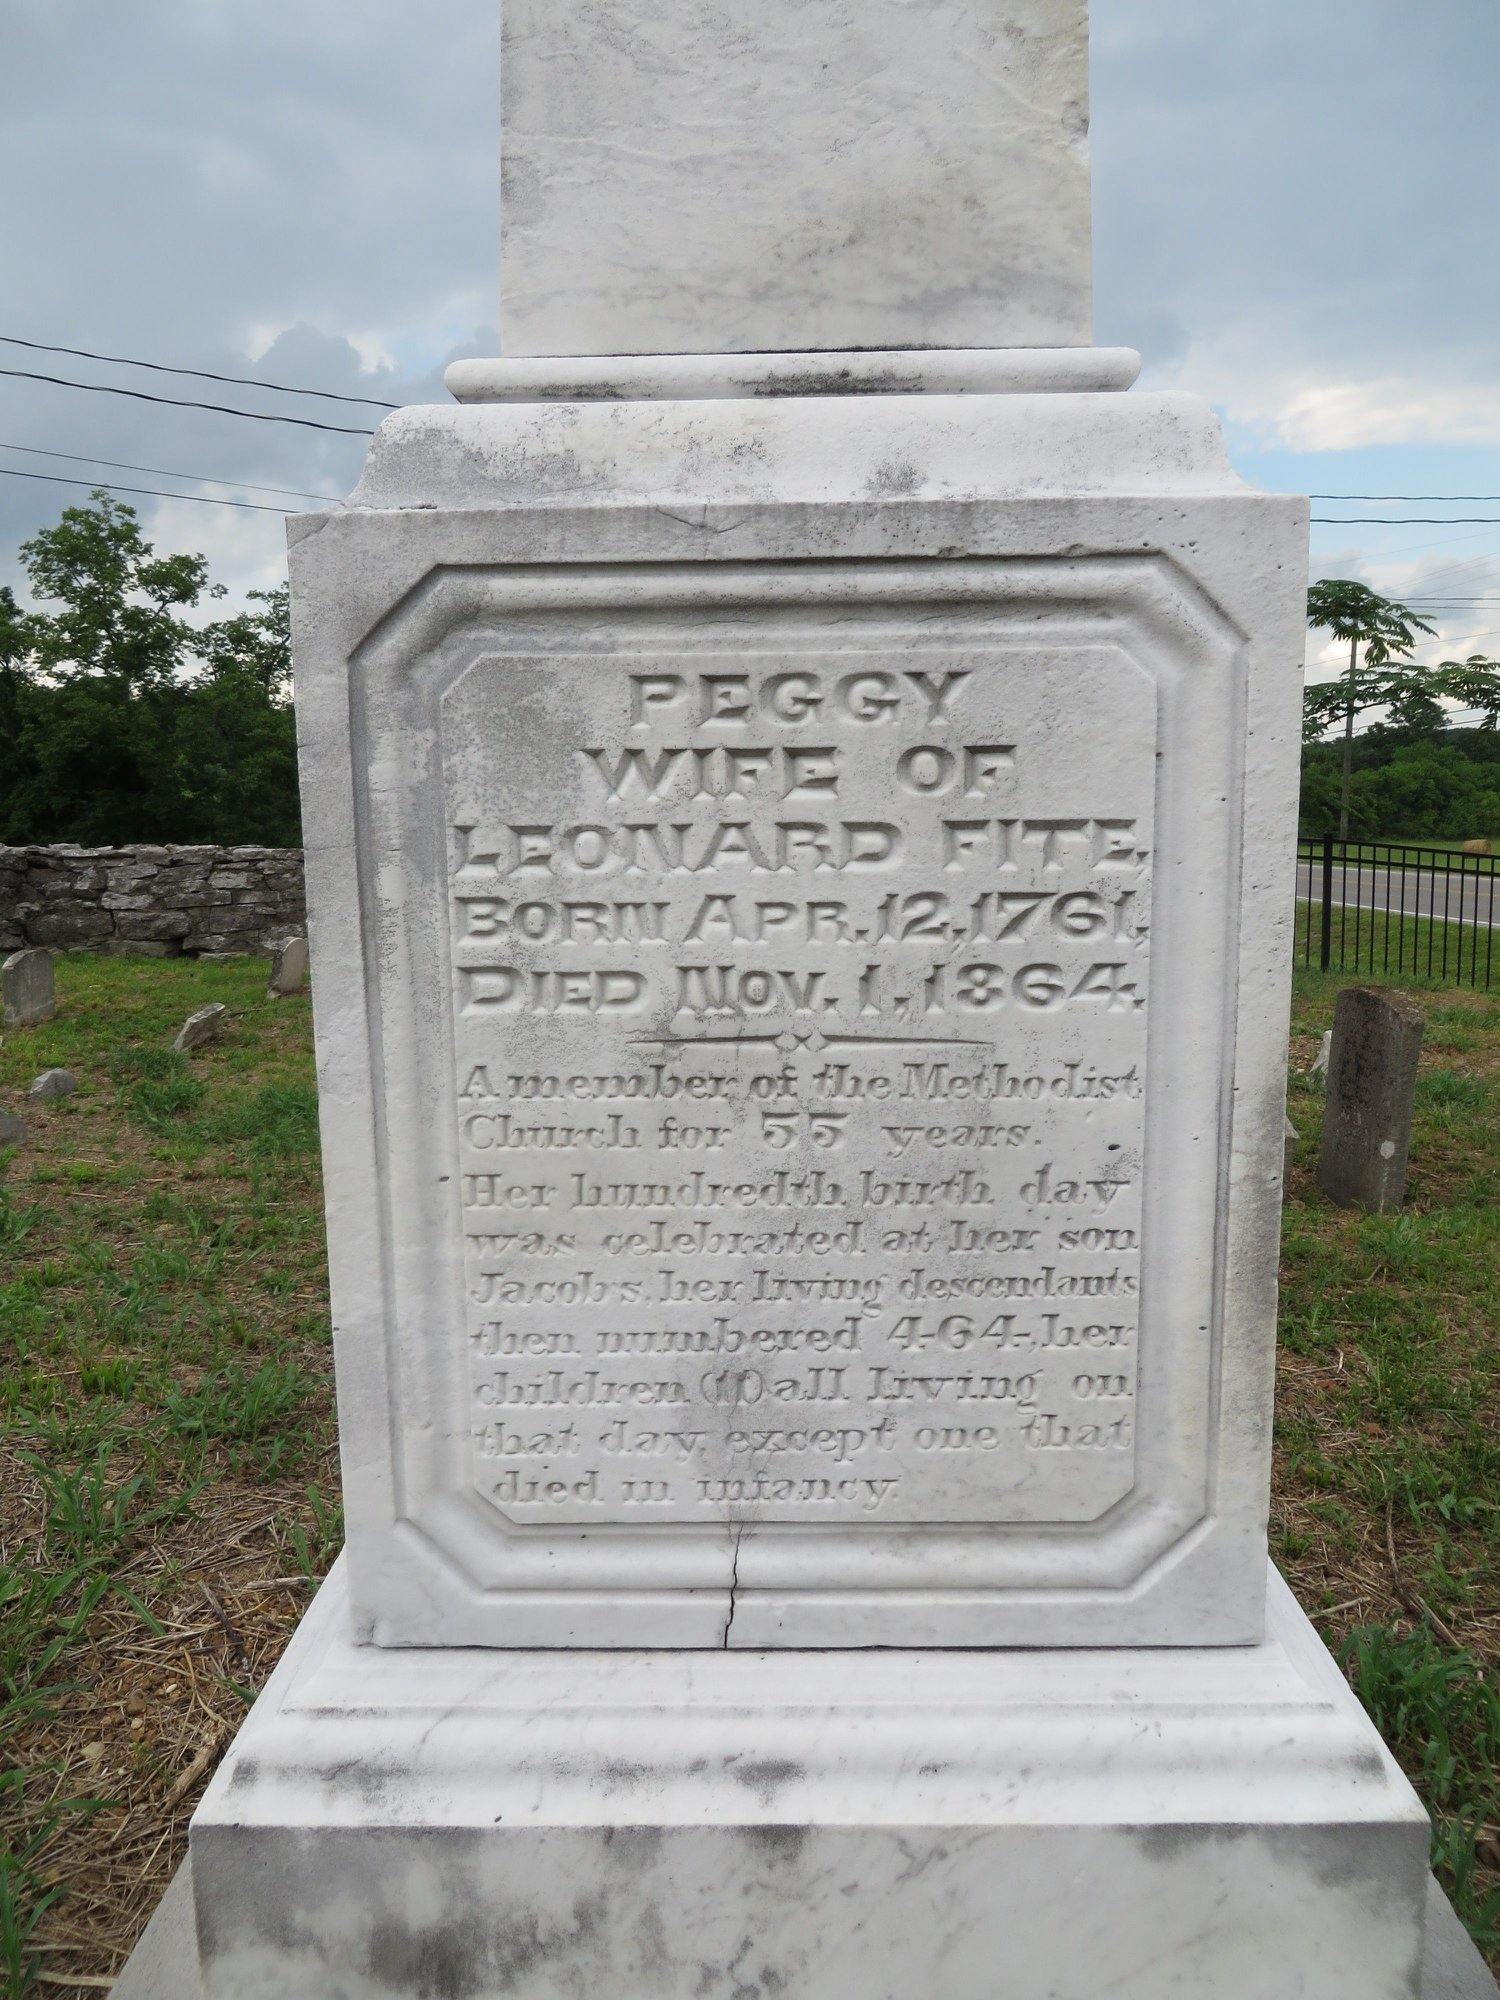 PEGGY
WIFE OF
LEONARD FITE,
BORN APR. 12, 1761,
DIED NOV. 1, 1864.
A member of the Methodist
Church for 55 years.
Her hundredth birth day
was celebrated at her son
Jacobs, her living descendants
then numbered 464, her
children (11) all living on
that day, except one that
died in infancy.